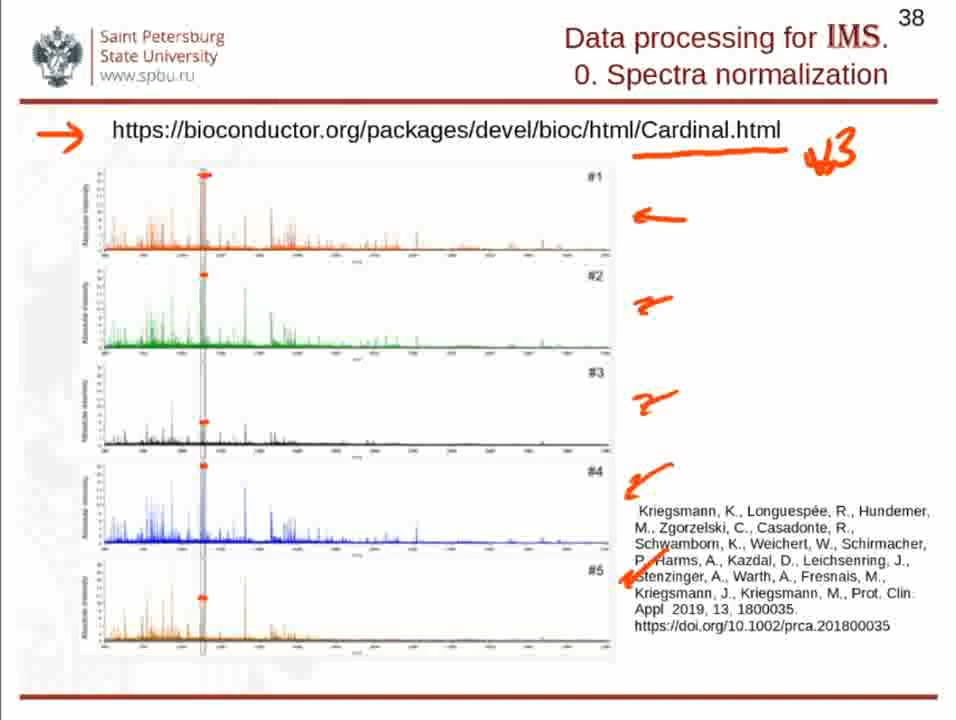 38
Saint Petersburg
State University
www.spbu.ru
Data processing for IMS.
0. Spectra normalization
https://bioconductor.org/packages/devel/bioc/html/Cardinal.html
v3
#1
#2
#3
#4
#5
Kriegsmann, K., Longuespée, R., Hundemer,
M., Zgorzelski, C., Casadonte, R.,
Schwamborn, K., Weichert, W., Schirmacher,
P., Harms, A., Kazdal, D., Leichsenring, J.,
Stenzinger, A., Warth, A., Fresnais, M.,
Kriegsmann, J., Kriegsmann, M., Prot. Clin.
Appl 2019, 13, 1800035.
https://doi.org/10.1002/prca.201800035